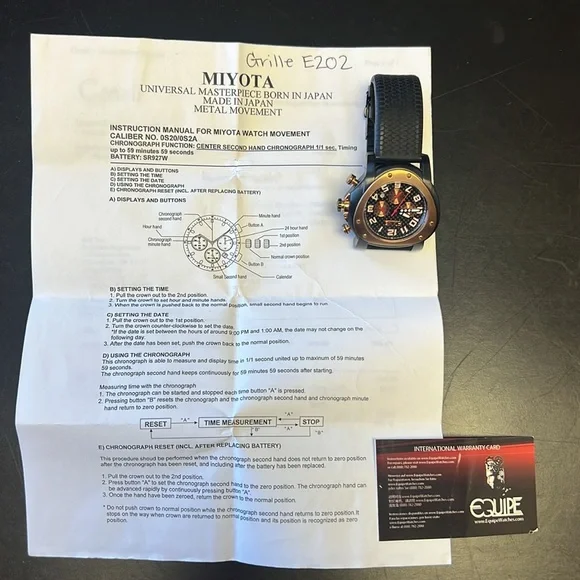 Grille E202
MIYOTA
UNIVERSAL MASTERPIECE BORN IN JAPAN
MADE IN JAPAN
METAL MOVEMENT
INSTRUCTION MANUAL FOR MIYOTA WATCH MOVEMENT
CALIBER NO. 0S20/0S2A
CHRONOGRAPH FUNCTION: CENTER SECOND HAND CHRONOGRAPH 1/1 sec, Timing
up to 59 minutes 59 seconds
BATTERY: SR927W
A) DISPLAYS AND BUTTONS
B) SETTING THE TIME
C) SETTING THE DATE
D) USING THE CHRONOGRAPH
E) CHRONOGRAPH RESET (INCL. AFTER REPLACING BATTERY)
A) DISPLAYS AND BUTTONS
Chronograph
second hand
Minute hand
Hour hand
Button A
24 hour hand
1st position
Chronograph
minute hand
2nd position
Normal crown position
Button B
Small second hand
Calendar
B) SETTING THE TIME
1. Pull the crown out to the 2nd position.
2. Turn the crown to set hour and minute hands.
3. When the crown is pushed back to the normal position, small second hand begins to run.
C) SETTING THE DATE
1. Pull the crown out to the 1st position.
2. Turn the crown counter-clockwise to set the date.
*If the date is set between the hours of around 9:00 PM and 1:00 AM, the date may not change on the
following day.
3. After the date has been set, push the crown back to the normal position.
D) USING THE CHRONOGRAPH
This chronograph is able to measure and display time in 1/1 second united up to maximum of 59 minutes
59 seconds.
The chronograph second hand keeps continuously for 59 minutes 59 seconds after starting.
Measuring time with the chronograph
1. The chronograph can be started and stopped each time button "A" is pressed.
2. Pressing button "B" resets the chronograph and the chronograph second hand and chronograph minute
hand return to zero position.
RESET "A" TIME MEASUREMENT "A" STOP
"A"
"B" "B"
E) CHRONOGRAPH RESET (INCL. AFTER REPLACING BATTERY)
This procedure should be performed when the chronograph second hand does not return to zero position
after the chronograph has been reset, and including after the battery has been replaced.
1. Pull the crown out to the 2nd position.
2. Press button "A" to set the chronograph second hand to the zero position. The chronograph hand can
be advanced rapidly by continuously pressing button "A".
3. Once the hand have been zeroed, return the crown to the normal position.
* Do not push crown to normal position while the chronograph second hand returns to zero position. It
stops on the way when crown are returned to normal position and its position is recognized as zero
position.
INTERNATIONAL WARRANTY CARD
EQUIPE
www.EquipeWatches.com